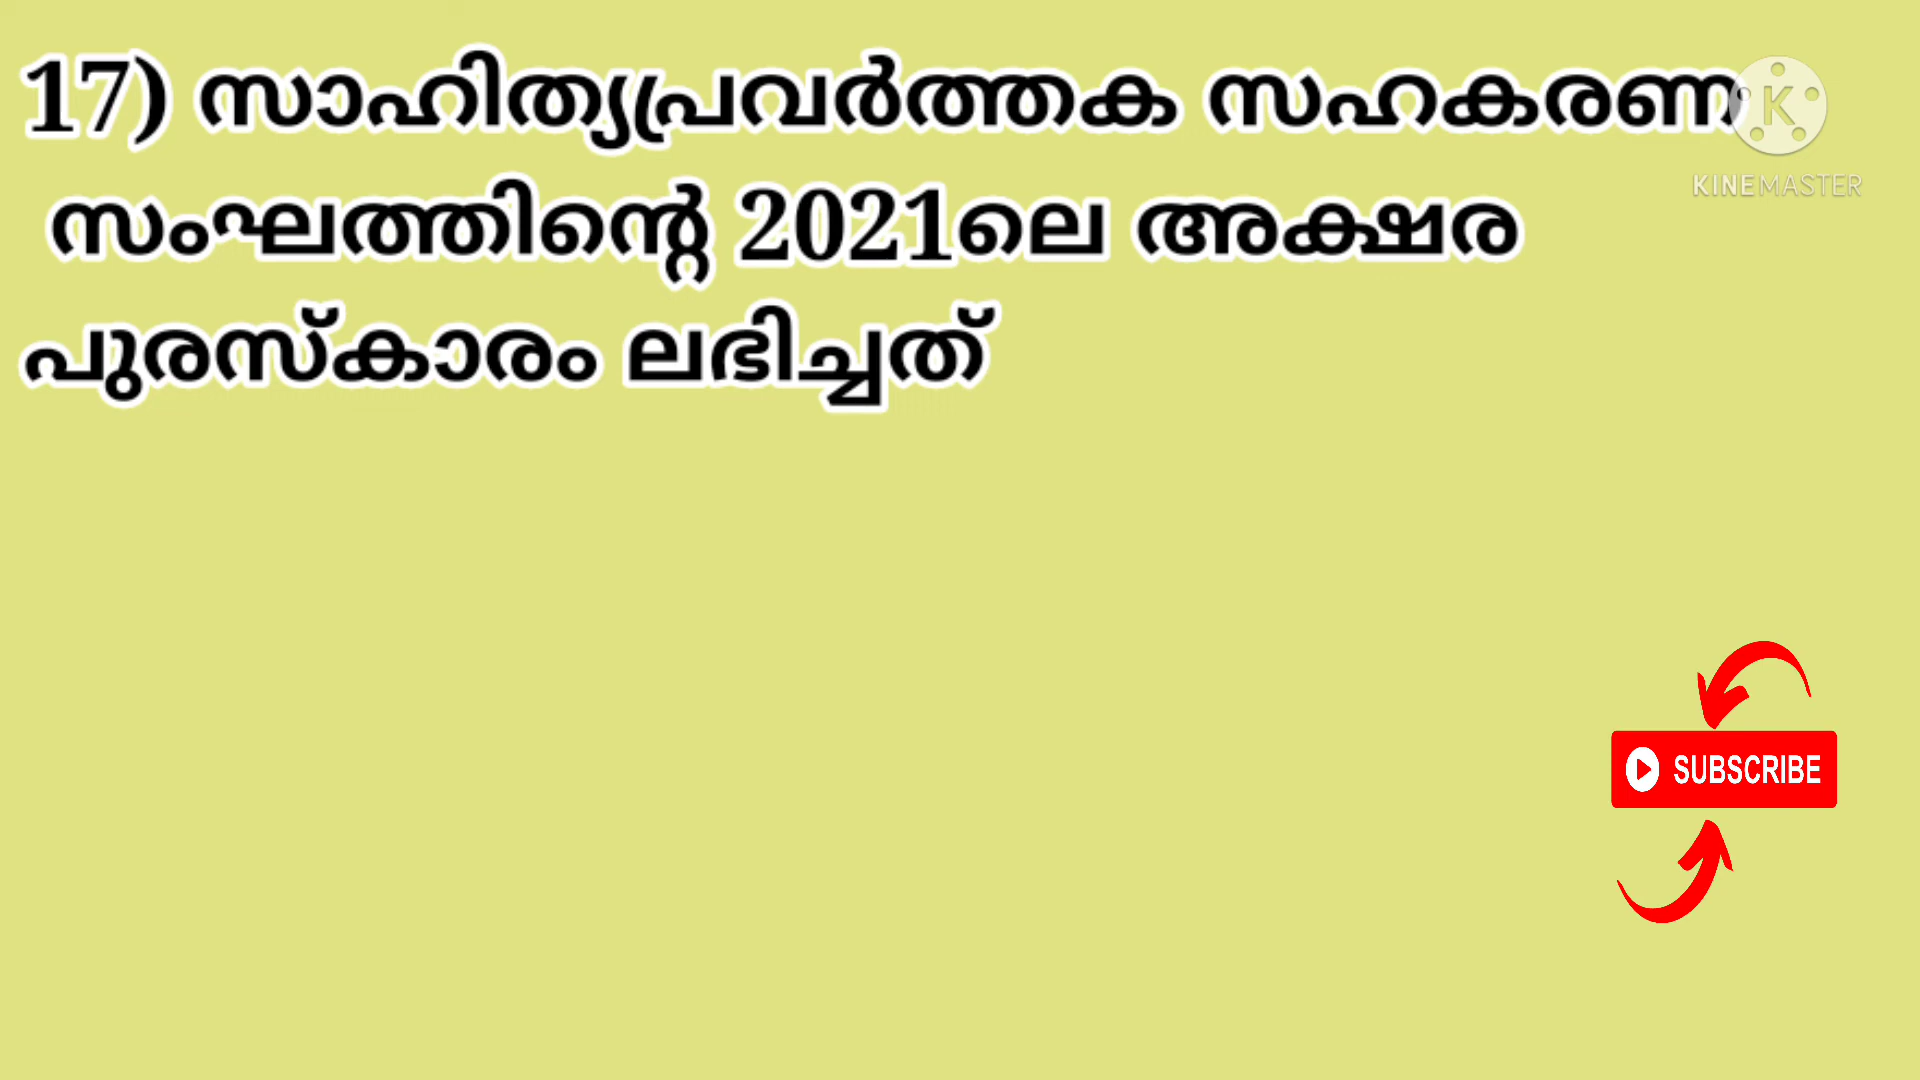 17) സാഹിത്യപ്രവർത്തക സഹകരണ
സംഘത്തിന്റെ 2021ലെ അക്ഷര
പുരസ്കാരം ലഭിച്ചത്
K
KINEMASTER
SUBSCRIBE